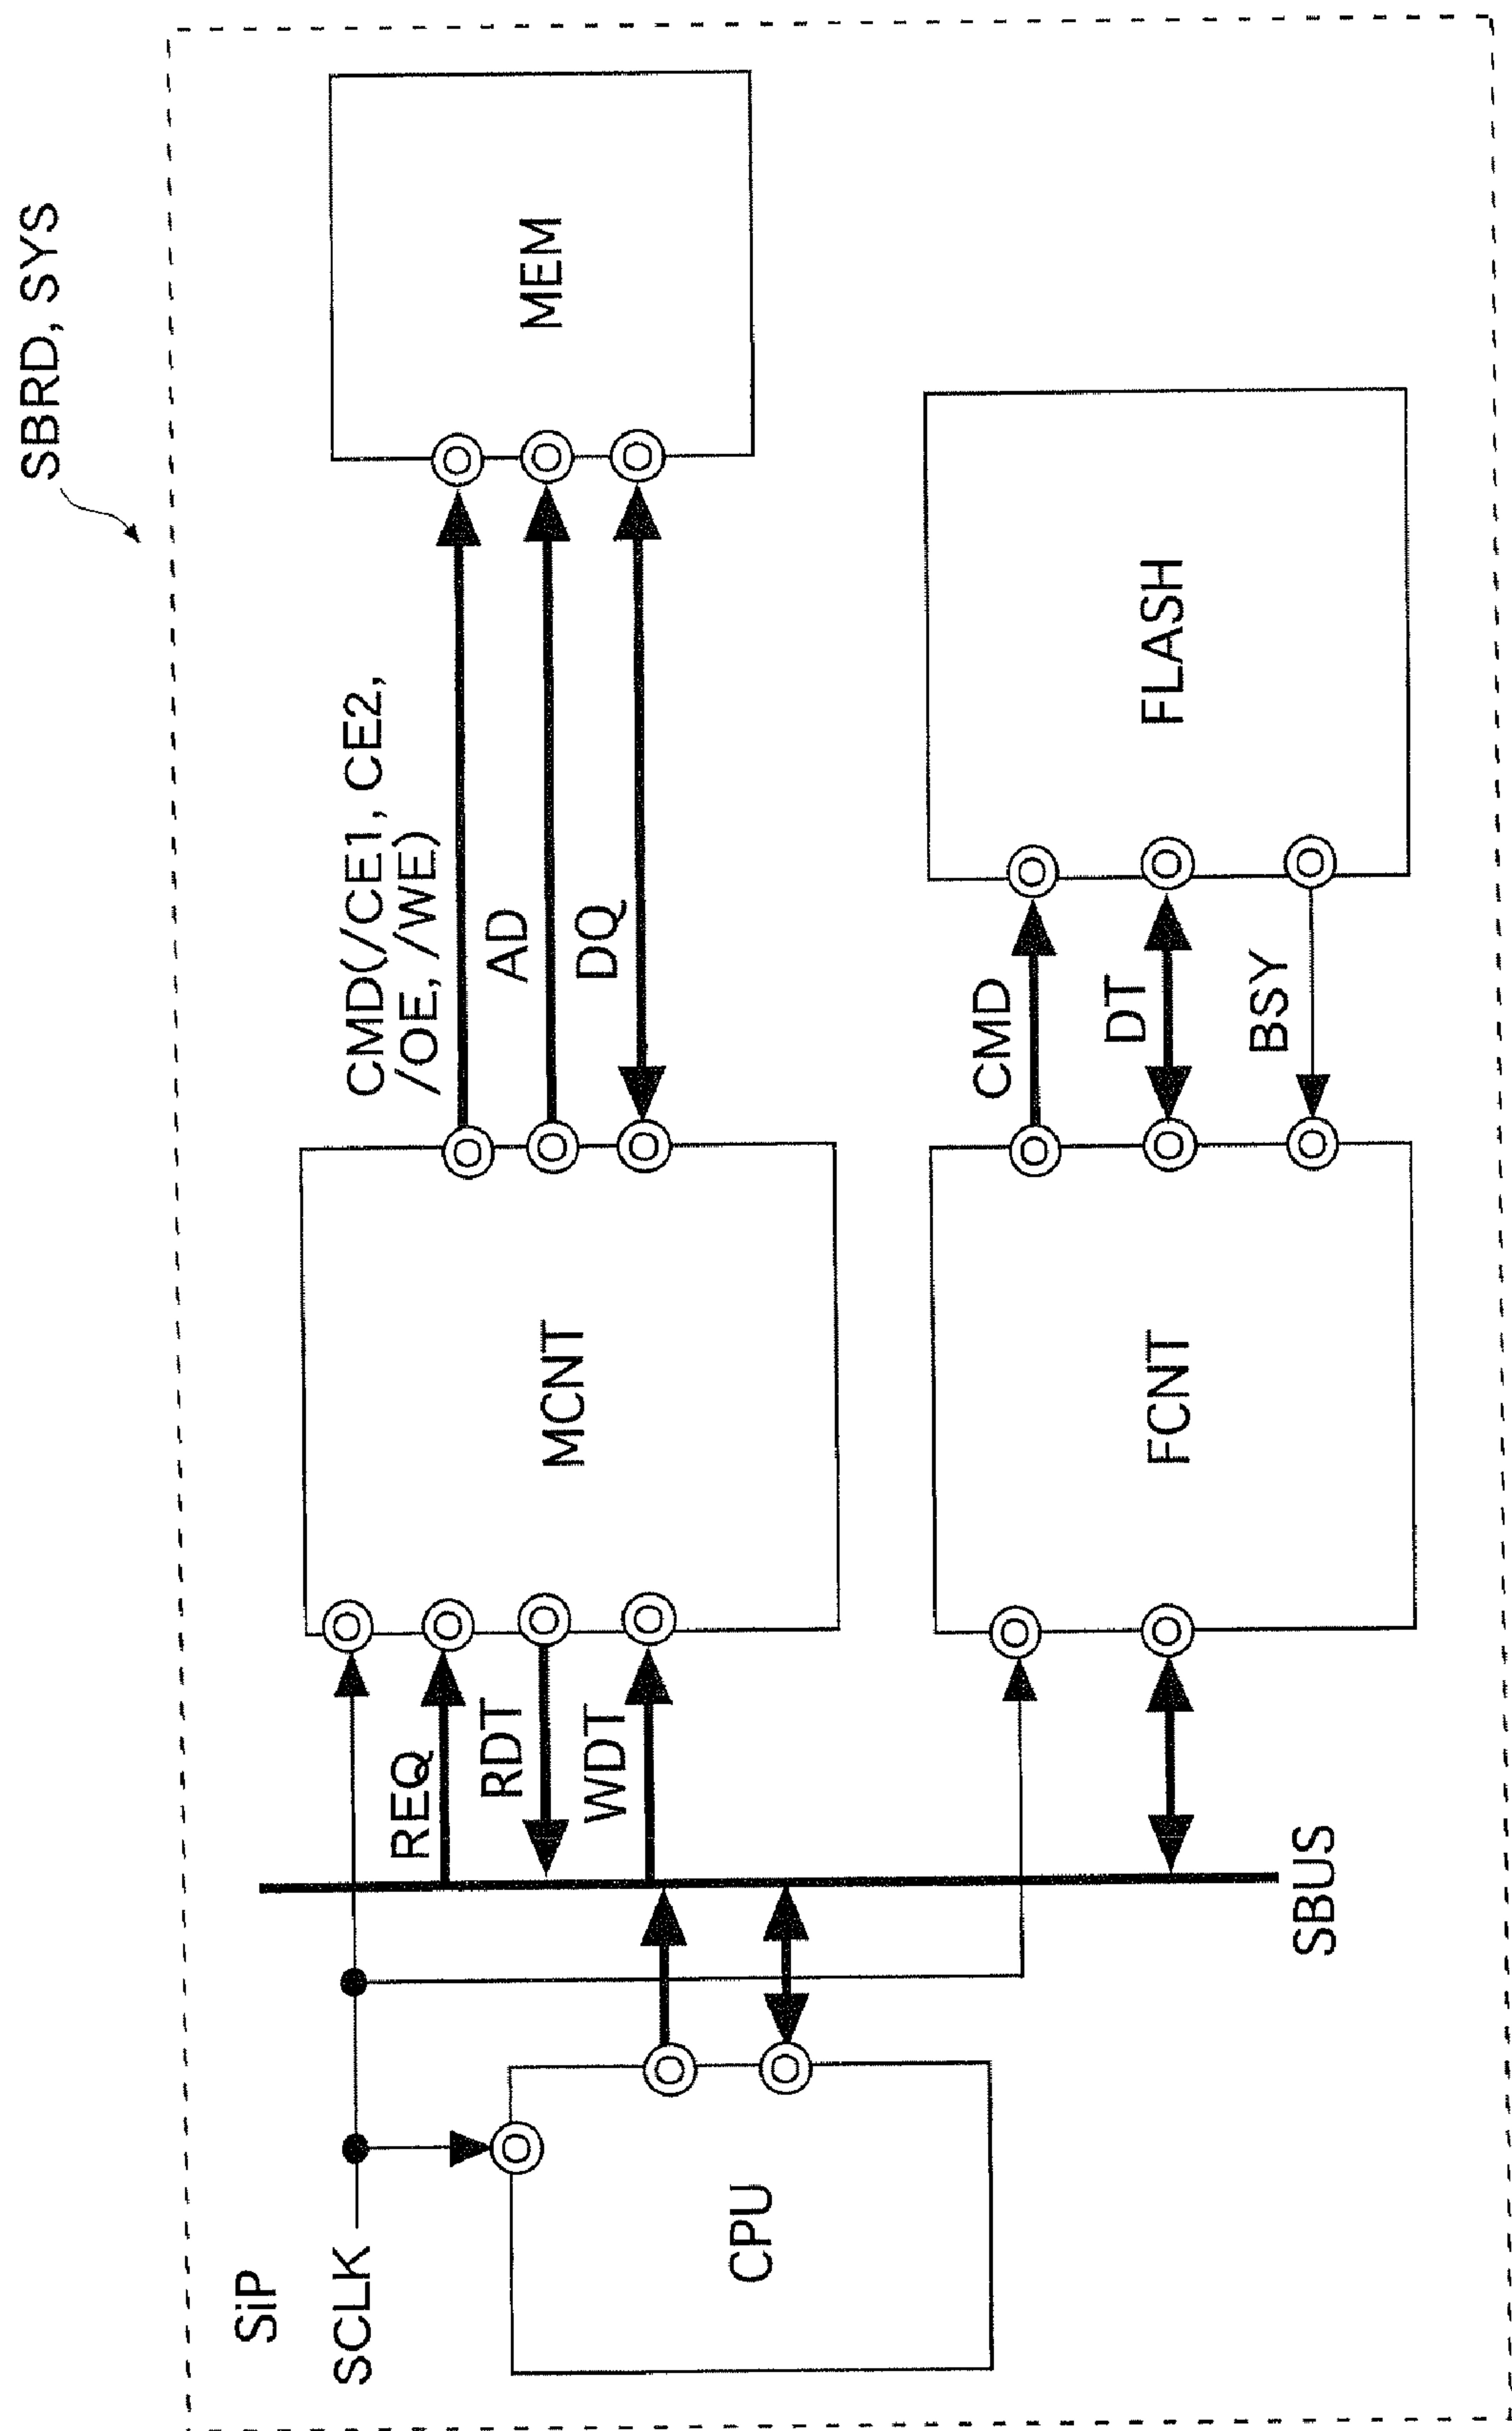 SBRD, SYS
SiP
SCLK
CPU
SBUS
REQ
RDT
WDT
MCNT
CMD(/CE1, CE2,
/OE, /WE)
AD
DQ
MEM
FCNT
CMD
DT
BSY
FLASH